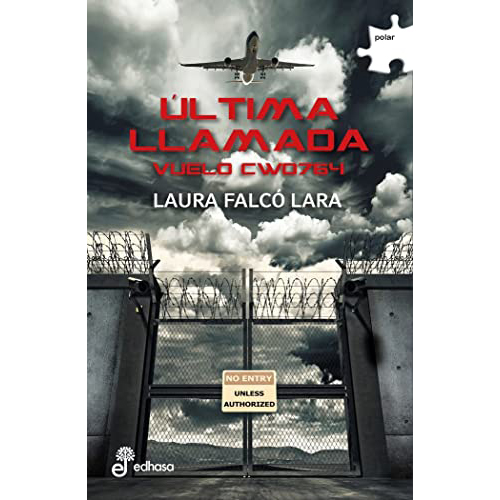 polar
ÚLTIMA
LLAMADA
VUELO CW0764
LAURA FALCÓ LARA
NO ENTRY
UNLESS
AUTHORIZED
edhasa